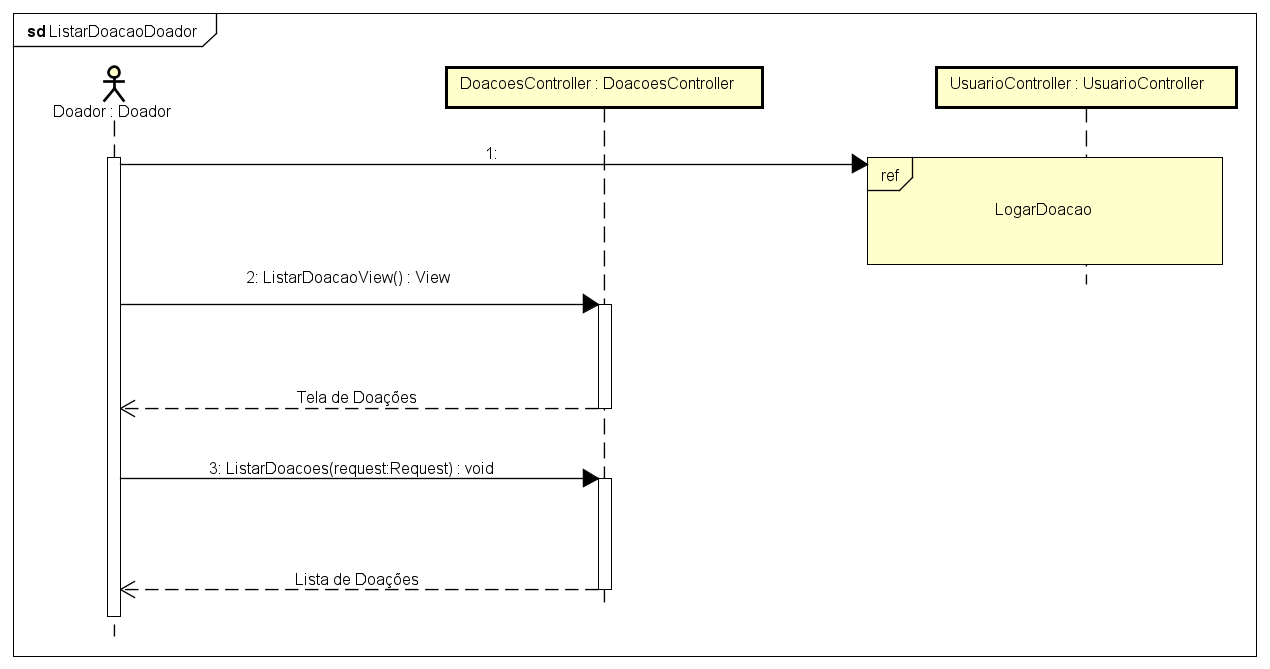 sd ListarDoacaoDoador
Doador : Doador
DoacoesController : DoacoesController
UsuarioController : UsuarioController
1:
ref
LogarDoacao
2: ListarDoacaoView() : View
Tela de Doações
3: ListarDoacoes(request:Request) : void
Lista de Doações